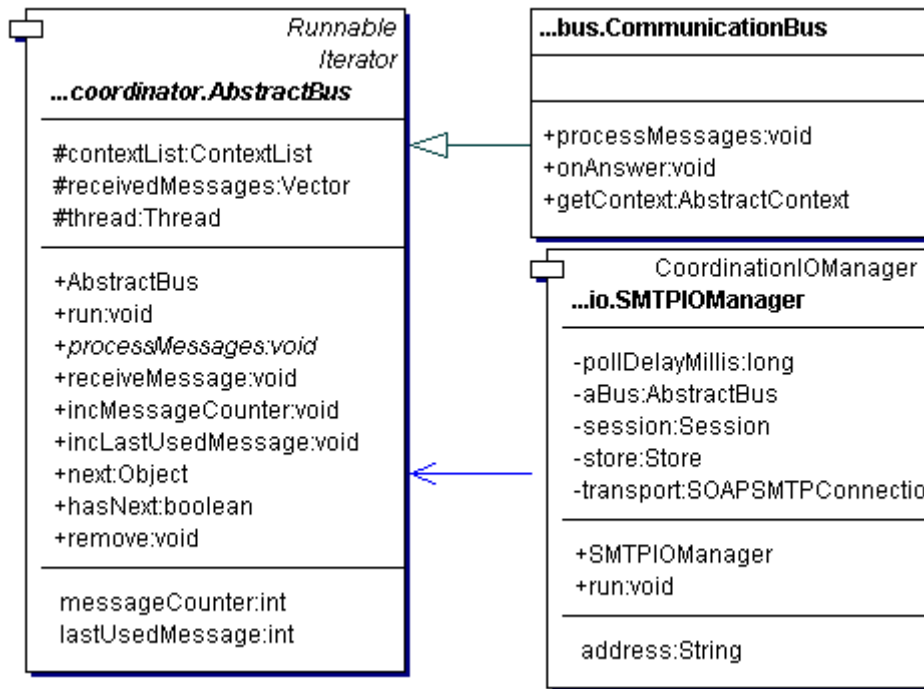 Runnable
Iterator
...coordinator.AbstractBus
#contextList:ContextList
#receivedMessages:Vector
#thread:Thread
+AbstractBus
+run:void
+processMessages:void
+receiveMessage:void
+incMessageCounter:void
+incLastUsedMessage:void
+next:Object
+hasNext:boolean
+remove:void
messageCounter:int
lastUsedMessage:int
...bus.CommunicationBus
+processMessages:void
+onAnswer:void
+getContext:AbstractContext
CoordinationIOManager
...io.SMTPIOManager
-pollDelayMillis:long
-aBus:AbstractBus
-session:Session
-store:Store
-transport:SOAPSMTPConnectio
+SMTPIOManager
+run:void
address:String